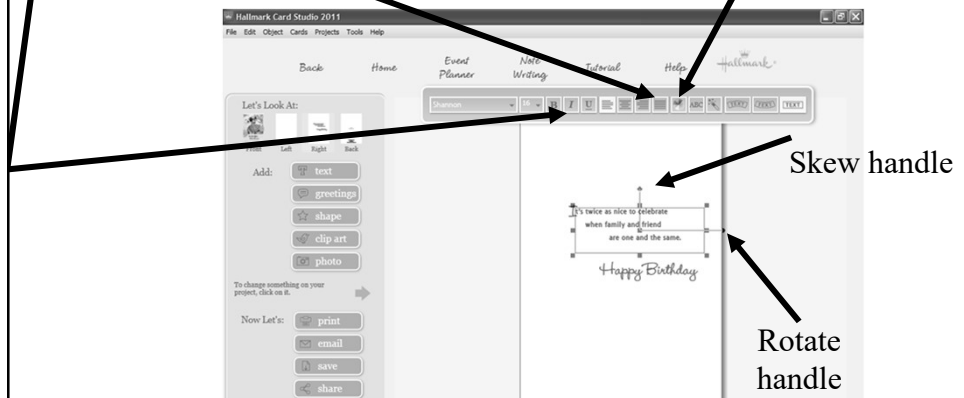 Hallmark Card Studio 2011
File Edit Object Cards Projects Tools Help
Back Home Event Planner Note Writing Tutorial Help Hallmark
Let's Look At:
Shannon 16 B I U ABC TEXT TEXT TEXT
Front Left Right Back
Add:
text
greetings
shape
clip art
photo
To change something on your
project, click on it.
Now Let's:
print
email
save
share
It's twice as nice to celebrate
when family and friend
are one and the same.
Happy Birthday
Skew handle
Rotate
handle